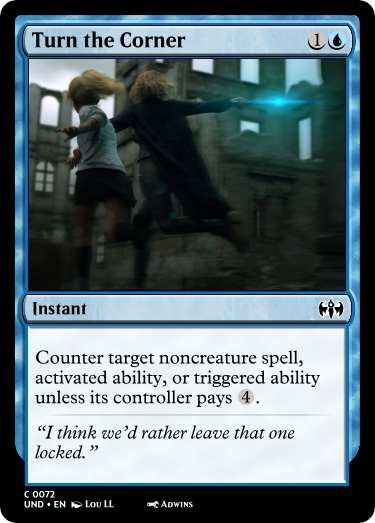 Turn the Corner 1
Instant
Counter target noncreature spell,
activated ability, or triggered ability
unless its controller pays 4.
“I think we’d rather leave that one
locked.”
C 0072
UND • EN Lou LL Adwins